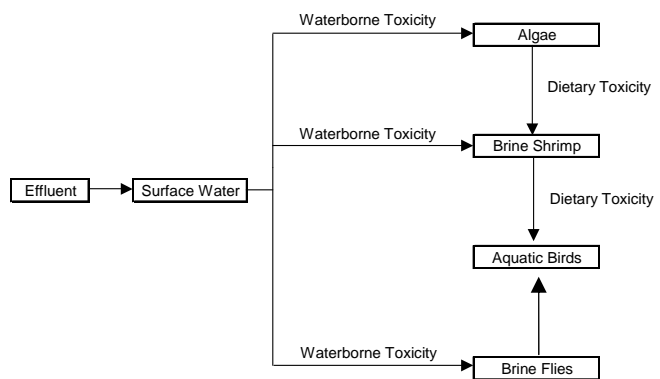 Waterborne Toxicity
Algae
Dietary Toxicity
Waterborne Toxicity
Brine Shrimp
Effluent
Surface Water
Dietary Toxicity
Aquatic Birds
Waterborne Toxicity
Brine Flies